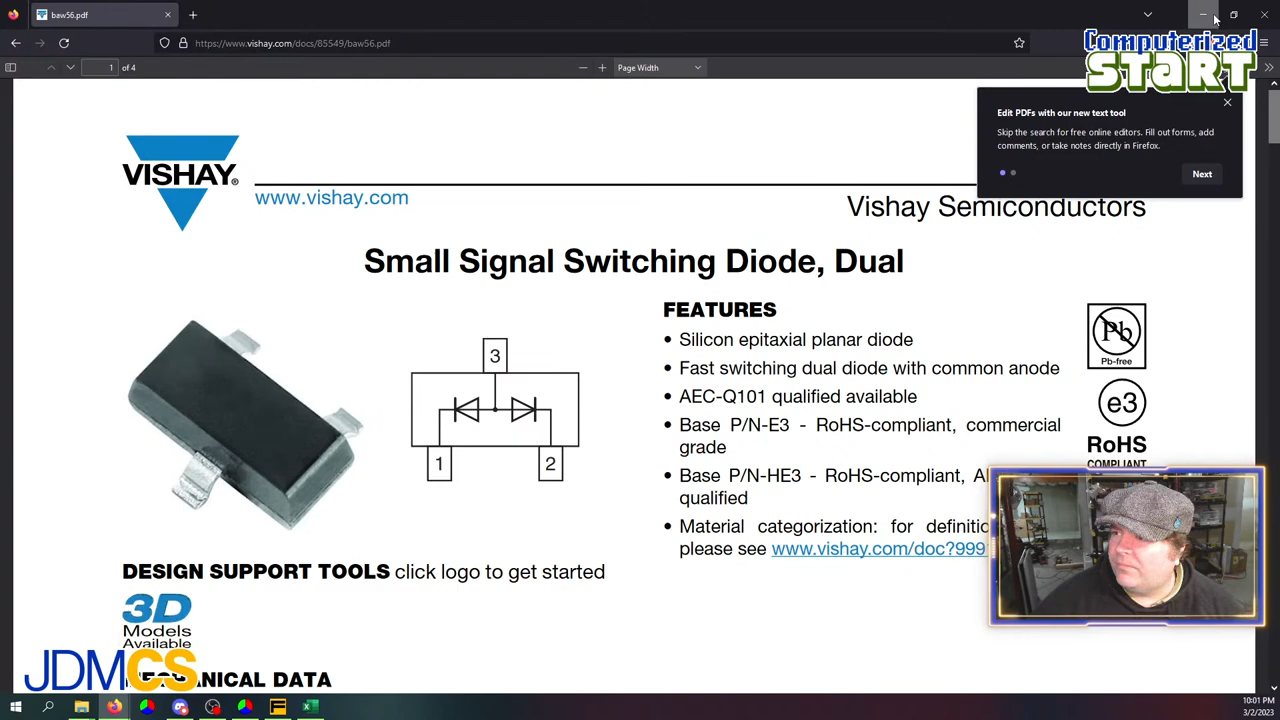 baw56.pdf
https://www.vishay.com/docs/85549/baw56.pdf
1 of 4
Page Width
Computerized
START
Edit PDFs with our new text tool
Skip the search for free online editors. Fill out forms, add
comments, or take notes directly in Firefox.
Next
VISHAY®
www.vishay.com
Vishay Semiconductors
Small Signal Switching Diode, Dual
3
1
2
FEATURES
• Silicon epitaxial planar diode
• Fast switching dual diode with common anode
• AEC-Q101 qualified available
• Base P/N-E3 - RoHS-compliant, commercial
grade
• Base P/N-HE3 - RoHS-compliant,
qualified
• Material categorization: for
please see www.vishay.com/doc?999
Pb
Pb-free
e3
RoHS
COMPLIANT
DESIGN SUPPORT TOOLS click logo to get started
3D
Models
Available
JDMCS
MECHANICAL DATA
10:01 PM
3/2/2023